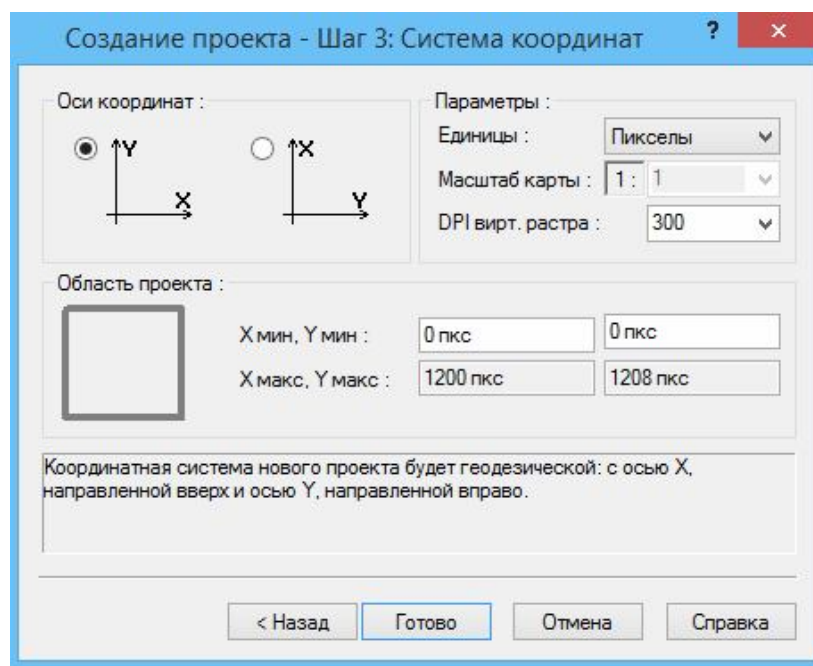 Создание проекта - Шаг 3: Система координат ? ×
Оси координат :
Y
X
X
Y
Параметры :
Единицы : Пикселы
Масштаб карты : 1 : 1
DPI вирт. растра : 300
Область проекта :
X мин, Y мин : 0 пкс 0 пкс
X макс, Y макс : 1200 пкс 1208 пкс
Координатная система нового проекта будет геодезической: с осью X,
направленной вверх и осью Y, направленной вправо.
< Назад Готово Отмена Справка